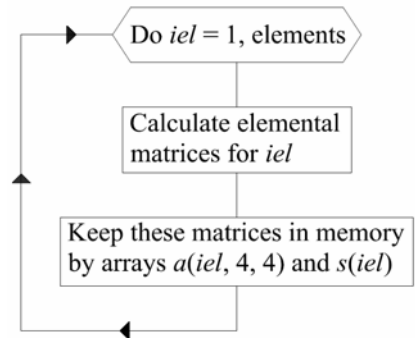 Do iel = 1, elements
Calculate elemental
matrices for iel
Keep these matrices in memory
by arrays a(iel, 4, 4) and s(iel)